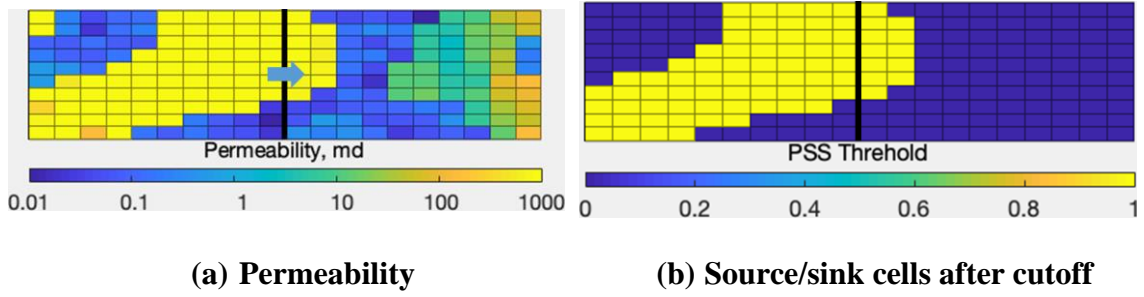 Permeability, md
0.01 0.1 1 10 100 1000
PSS Threhold
0 0.2 0.4 0.6 0.8 1
(a) Permeability
(b) Source/sink cells after cutoff